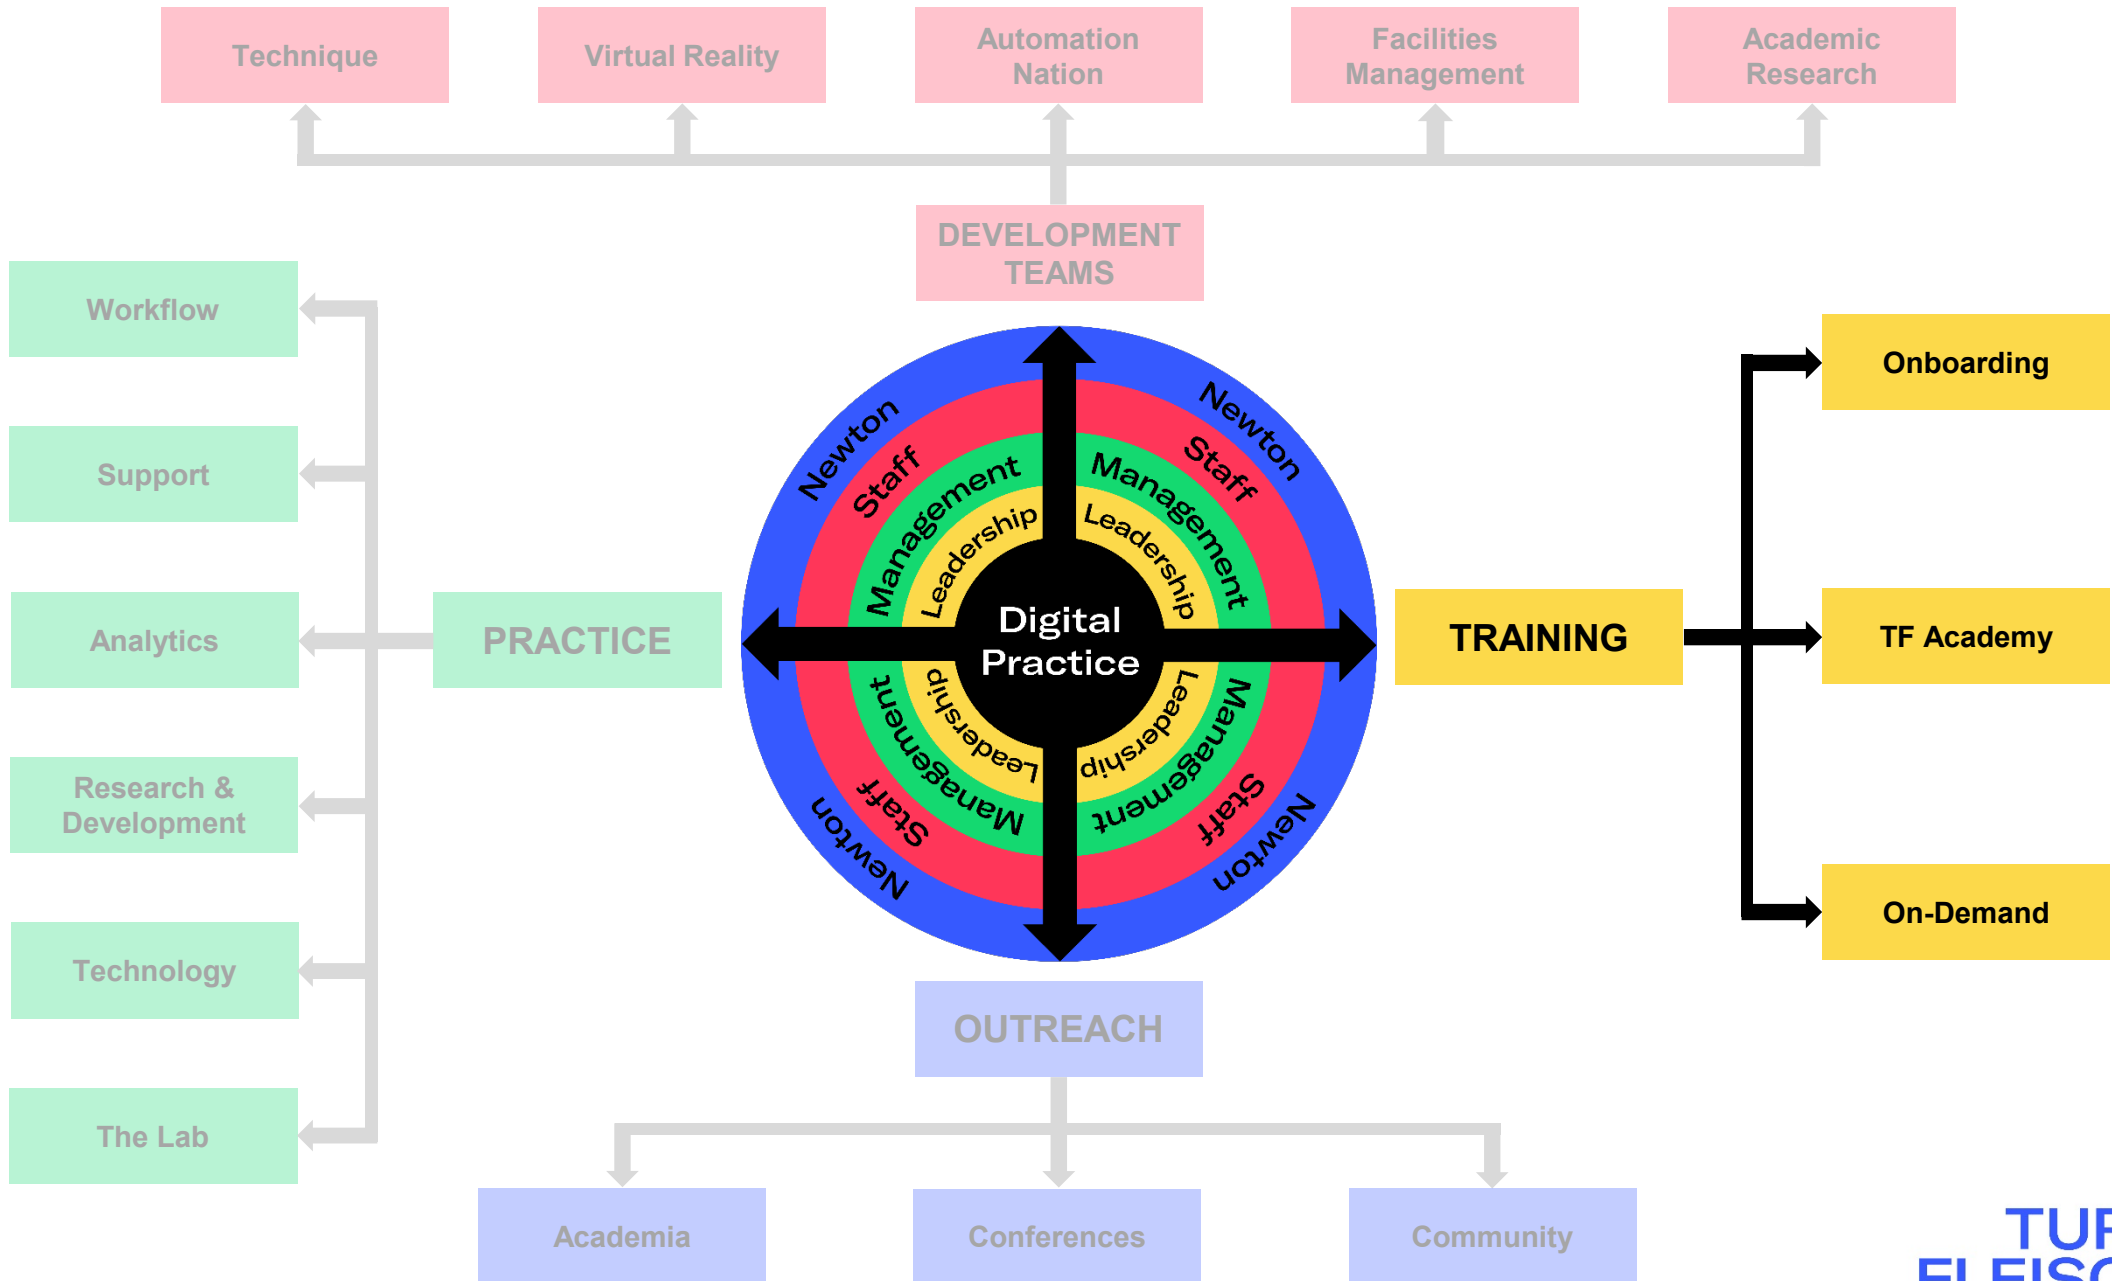 Technique
Virtual Reality
Automation
Nation
Facilities
Management
Academic
Research
DEVELOPMENT
TEAMS
Workflow
Support
Analytics
Research &
Development
Technology
The Lab
PRACTICE
Newton
Newton
Staff
Staff
Management
Management
Leadership
Leadership
Digital
Practice
Leadership
Leadership
Management
Management
Staff
Staff
Newton
Newton
TRAINING
Onboarding
TF Academy
On-Demand
OUTREACH
Academia
Conferences
Community